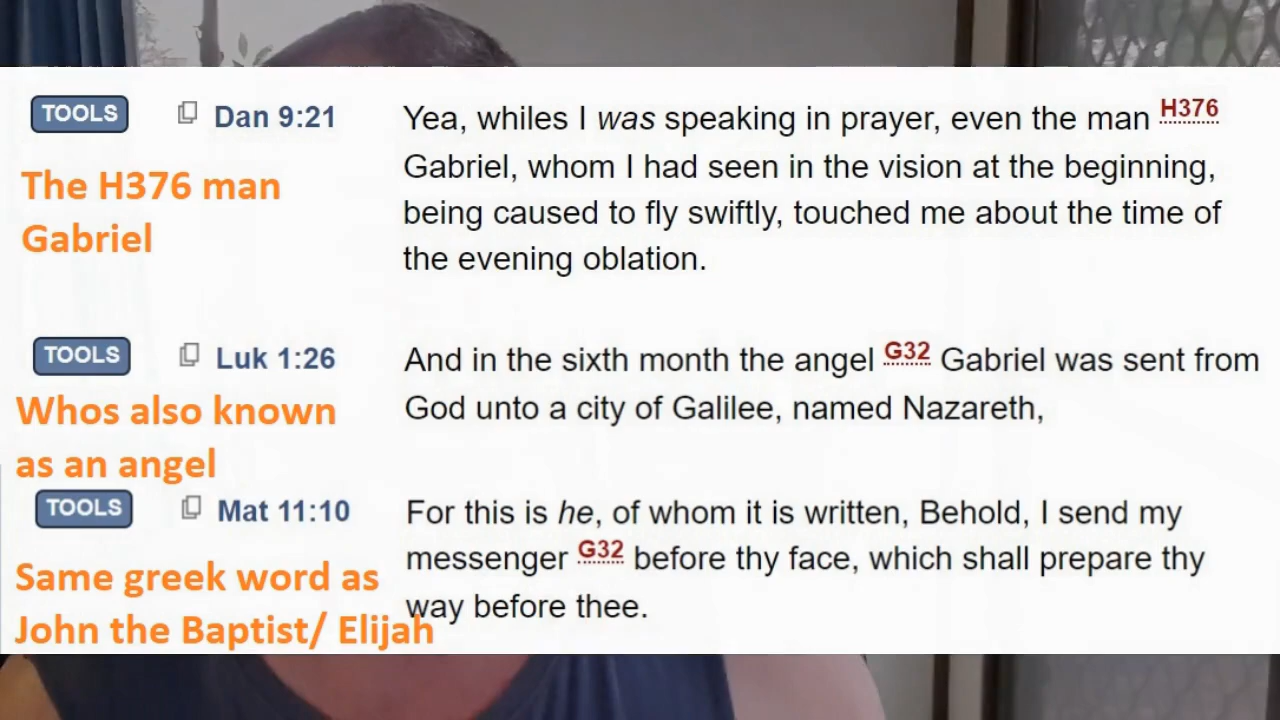 TOOLS Dan 9:21 Yea, whiles I was speaking in prayer, even the man H376
The H376 man
Gabriel
Gabriel, whom I had seen in the vision at the beginning,
being caused to fly swiftly, touched me about the time of
the evening oblation.
TOOLS Luk 1:26 And in the sixth month the angel G32 Gabriel was sent from
Whos also known
as an angel
God unto a city of Galilee, named Nazareth,
TOOLS Mat 11:10 For this is he, of whom it is written, Behold, I send my
Same greek word as
John the Baptist/ Elijah
messenger G32 before thy face, which shall prepare thy
way before thee.